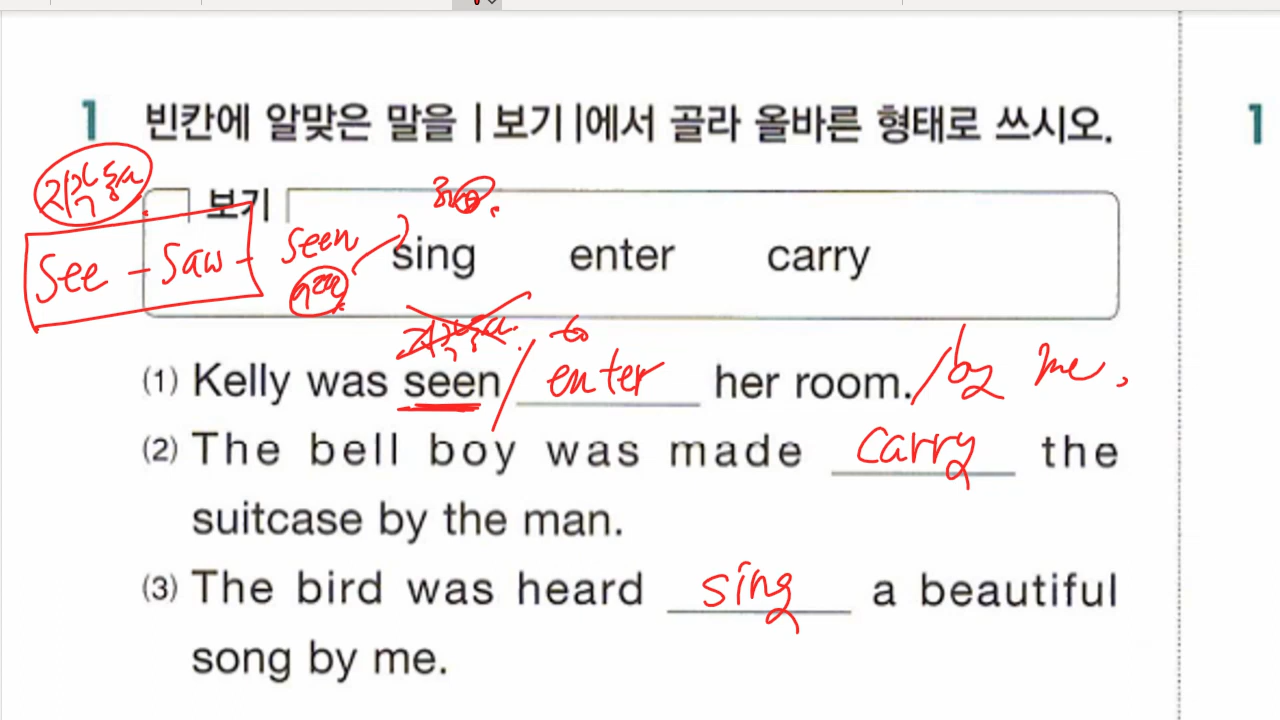 1 빈칸에 알맞은 말을 |보기|에서 골라 올바른 형태로 쓰시오. 1
지각동사
보기
see - saw - seen
sing enter carry
to
(1) Kelly was seen / enter her room. / by me.
(2) The bell boy was made carry the
suitcase by the man.
(3) The bird was heard sing a beautiful
song by me.